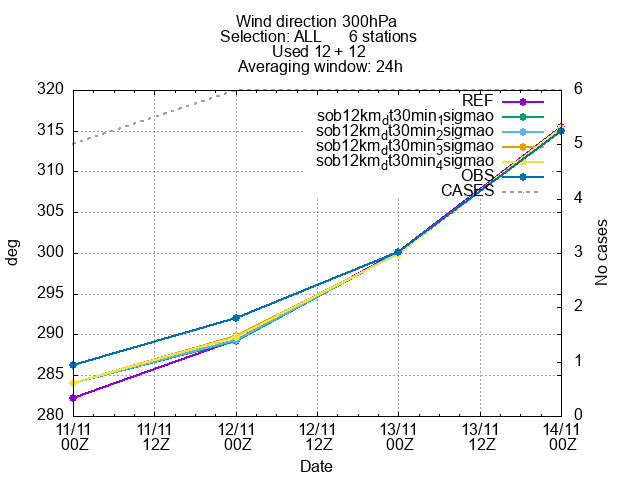 Wind direction 300hPa
Selection: ALL 6 stations
Used 12 + 12
Averaging window: 24h
320
315
310
305
300
295
290
285
280
deg
6
5
4
3
2
1
0
No cases
REF
sob12km_dt30min_1sigmao
sob12km_dt30min_2sigmao
sob12km_dt30min_3sigmao
sob12km_dt30min_4sigmao
OBS
CASES
11/11 11/11 12/11 12/11 13/11 13/11 14/11
00Z 12Z 00Z 12Z 00Z 12Z 00Z
Date